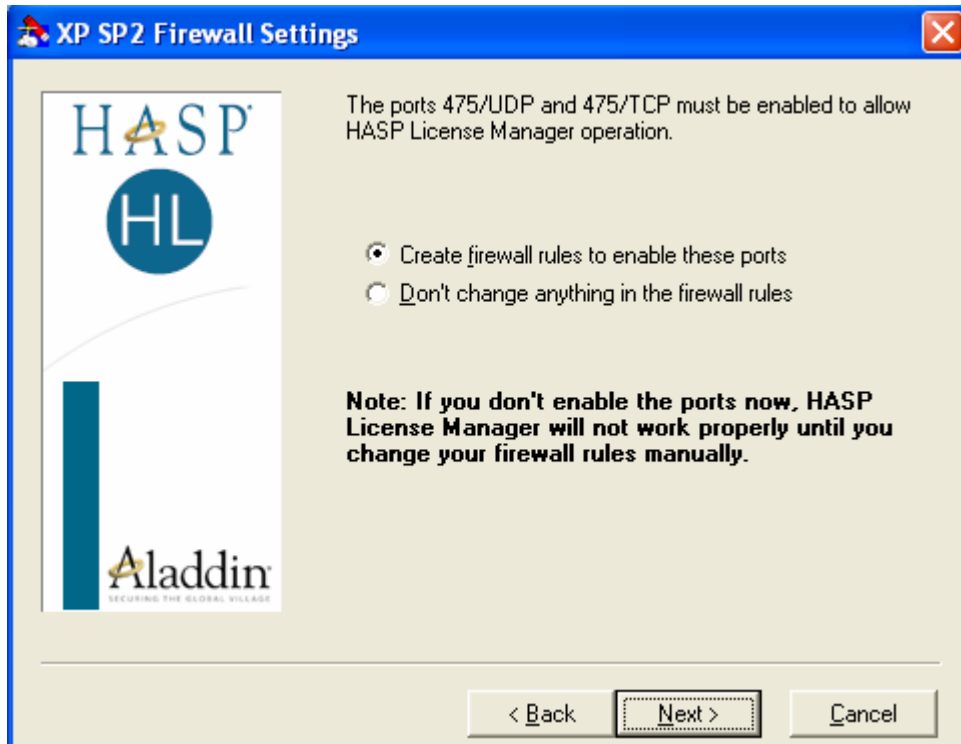 XP SP2 Firewall Settings
HASP
HL
Aladdin
SECURING THE GLOBAL VILLAGE
The ports 475/UDP and 475/TCP must be enabled to allow
HASP License Manager operation.
Create firewall rules to enable these ports
Don't change anything in the firewall rules
Note: If you don't enable the ports now, HASP
License Manager will not work properly until you
change your firewall rules manually.
< Back
Next >
Cancel